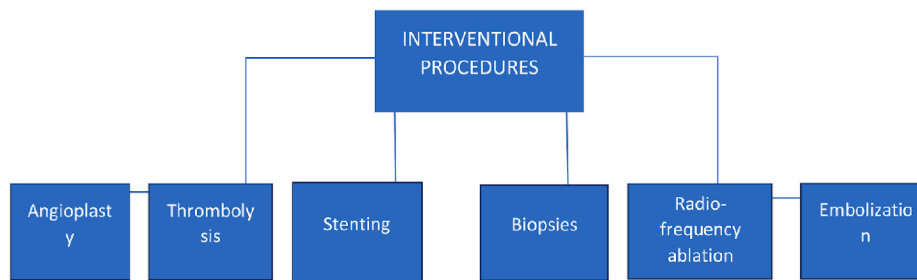 INTERVENTIONAL
PROCEDURES
Angioplast
y
Thromboly
sis
Stenting
Biopsies
Radio-
frequency
ablation
Embolizatio
n